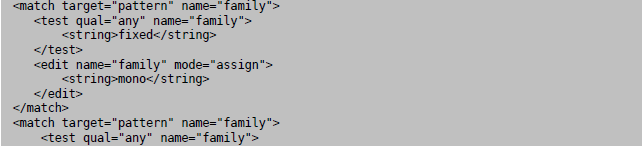 <match target="pattern" name="family">
<test qual="any" name="family">
<string>fixed</string>
</test>
<edit name="family" mode="assign">
<string>mono</string>
</edit>
</match>
<match target="pattern" name="family">
<test qual="any" name="family">